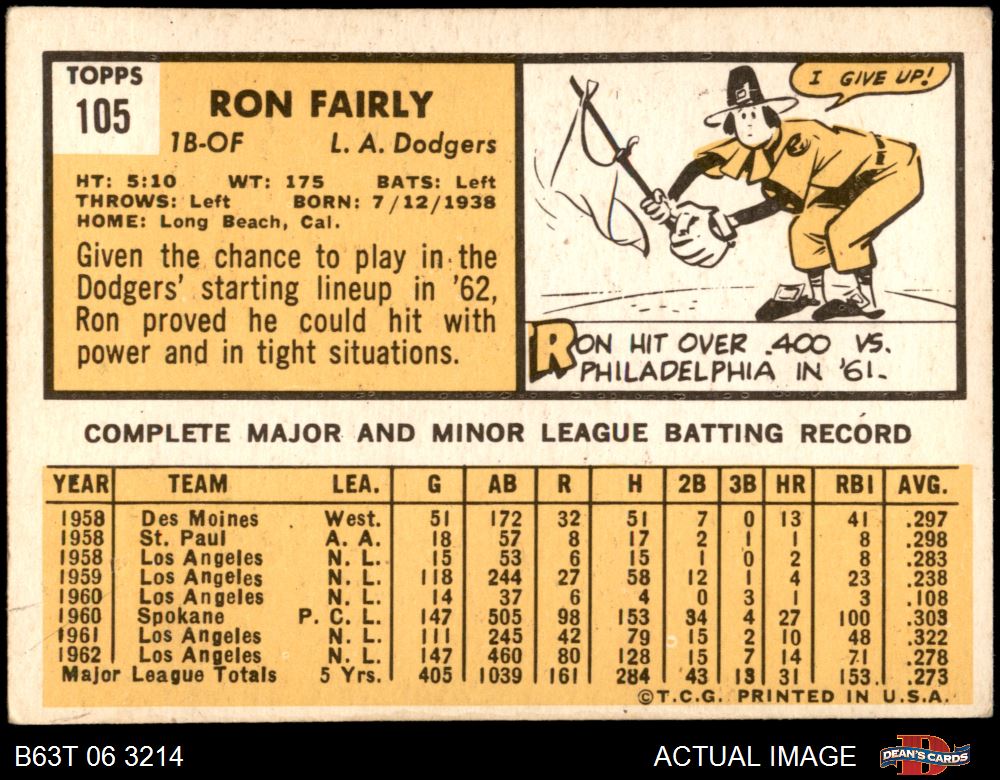 TOPPS
105
RON FAIRLY
1B-OF L. A. Dodgers
HT: 5:10 WT: 175 BATS: Left
THROWS: Left BORN: 7/12/1938
HOME: Long Beach, Cal.
Given the chance to play in the
Dodgers' starting lineup in '62,
Ron proved he could hit with
power and in tight situations.
I GIVE UP!
RON HIT OVER .400 VS.
PHILADELPHIA IN '61.
COMPLETE MAJOR AND MINOR LEAGUE BATTING RECORD
YEAR TEAM LEA. G AB R H 2B 3B HR RBI AVG.
1958 Des Moines West. 51 172 32 51 7 0 13 41 .297
1958 St. Paul A. A. 18 57 8 17 2 1 1 8 .298
1958 Los Angeles N. L. 15 53 6 15 1 0 2 8 .283
1959 Los Angeles N. L. 118 244 27 58 12 1 4 23 .238
1960 Los Angeles N. L. 14 37 6 4 0 3 1 3 .108
1960 Spokane P. C. L. 147 505 98 153 34 4 27 100 .303
1961 Los Angeles N. L. 111 245 42 79 15 2 10 48 .322
1962 Los Angeles N. L. 147 460 80 128 15 7 14 71 .278
Major League Totals 5 Yrs. 405 1039 161 284 43 13 31 153 .273
©T.C.G. PRINTED IN U.S.A.
B63T 06 3214 ACTUAL IMAGE DEAN'S CARDS